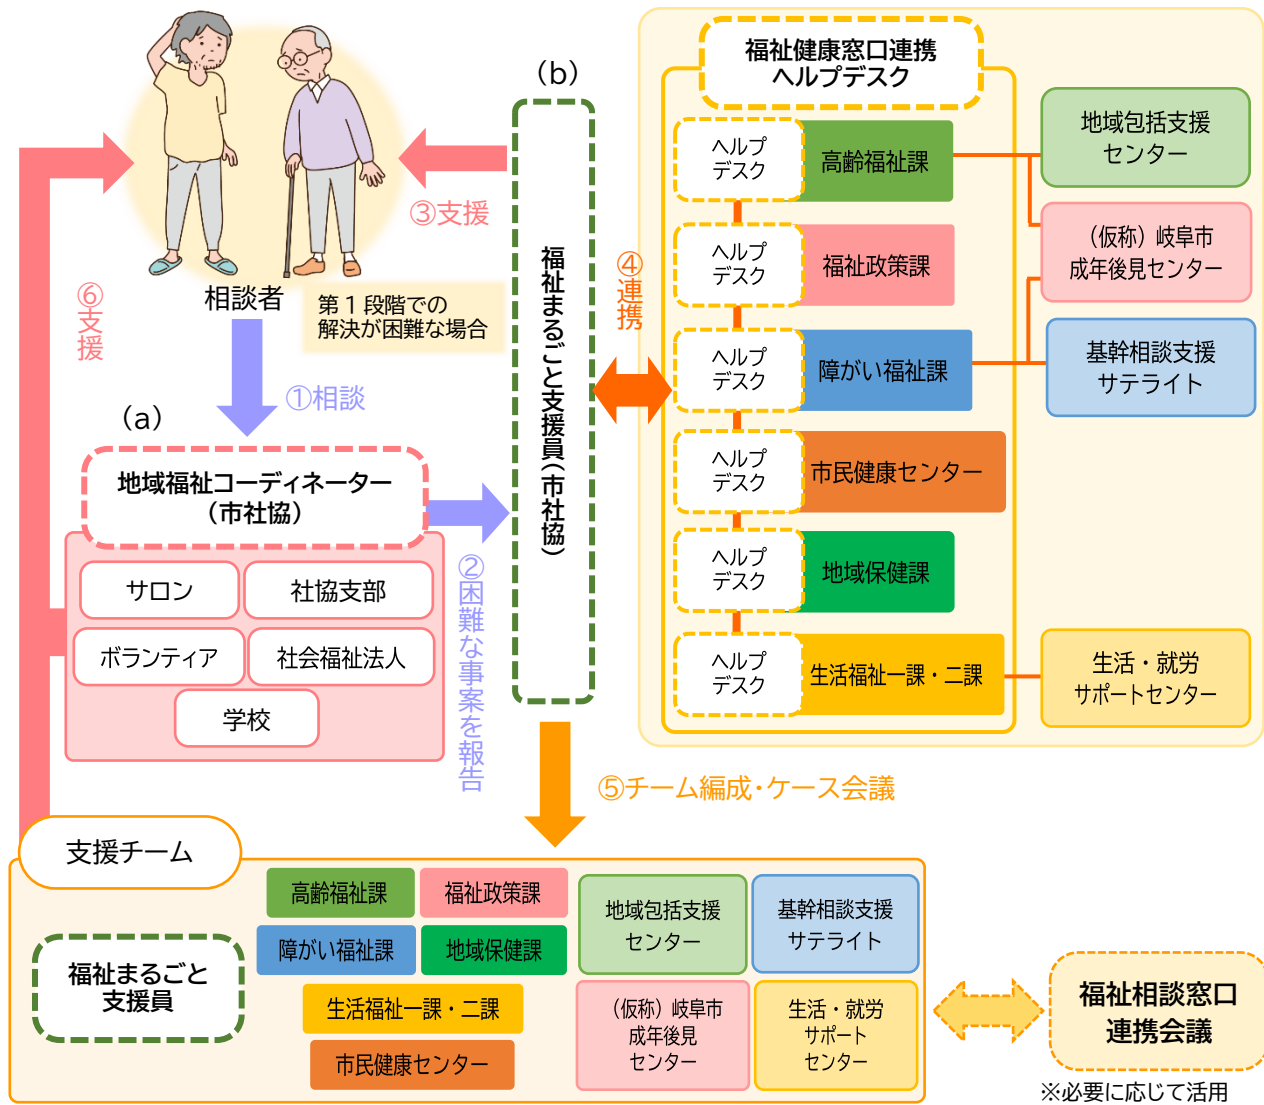 (b)
福祉健康窓口連携
ヘルプデスク
ヘルプ
デスク
高齢福祉課
地域包括支援
センター
③支援
ヘルプ
デスク
福祉政策課
（仮称）岐阜市
成年後見センター
相談者
第１段階での
解決が困難な場合
⑥支援
①相談
福祉まるごと支援員（市社協）
④連携
ヘルプ
デスク
障がい福祉課
基幹相談支援
サテライト
(a)
地域福祉コーディネーター
（市社協）
ヘルプ
デスク
市民健康センター
サロン
社協支部
ボランティア
社会福祉法人
学校
②困難な事案を報告
ヘルプ
デスク
地域保健課
ヘルプ
デスク
生活福祉一課・二課
生活・就労
サポートセンター
⑤チーム編成・ケース会議
支援チーム
福祉まるごと
支援員
高齢福祉課
福祉政策課
障がい福祉課
地域保健課
生活福祉一課・二課
市民健康センター
地域包括支援
センター
基幹相談支援
サテライト
（仮称）岐阜市
成年後見
センター
生活・就労
サポート
センター
福祉相談窓口
連携会議
※必要に応じて活用